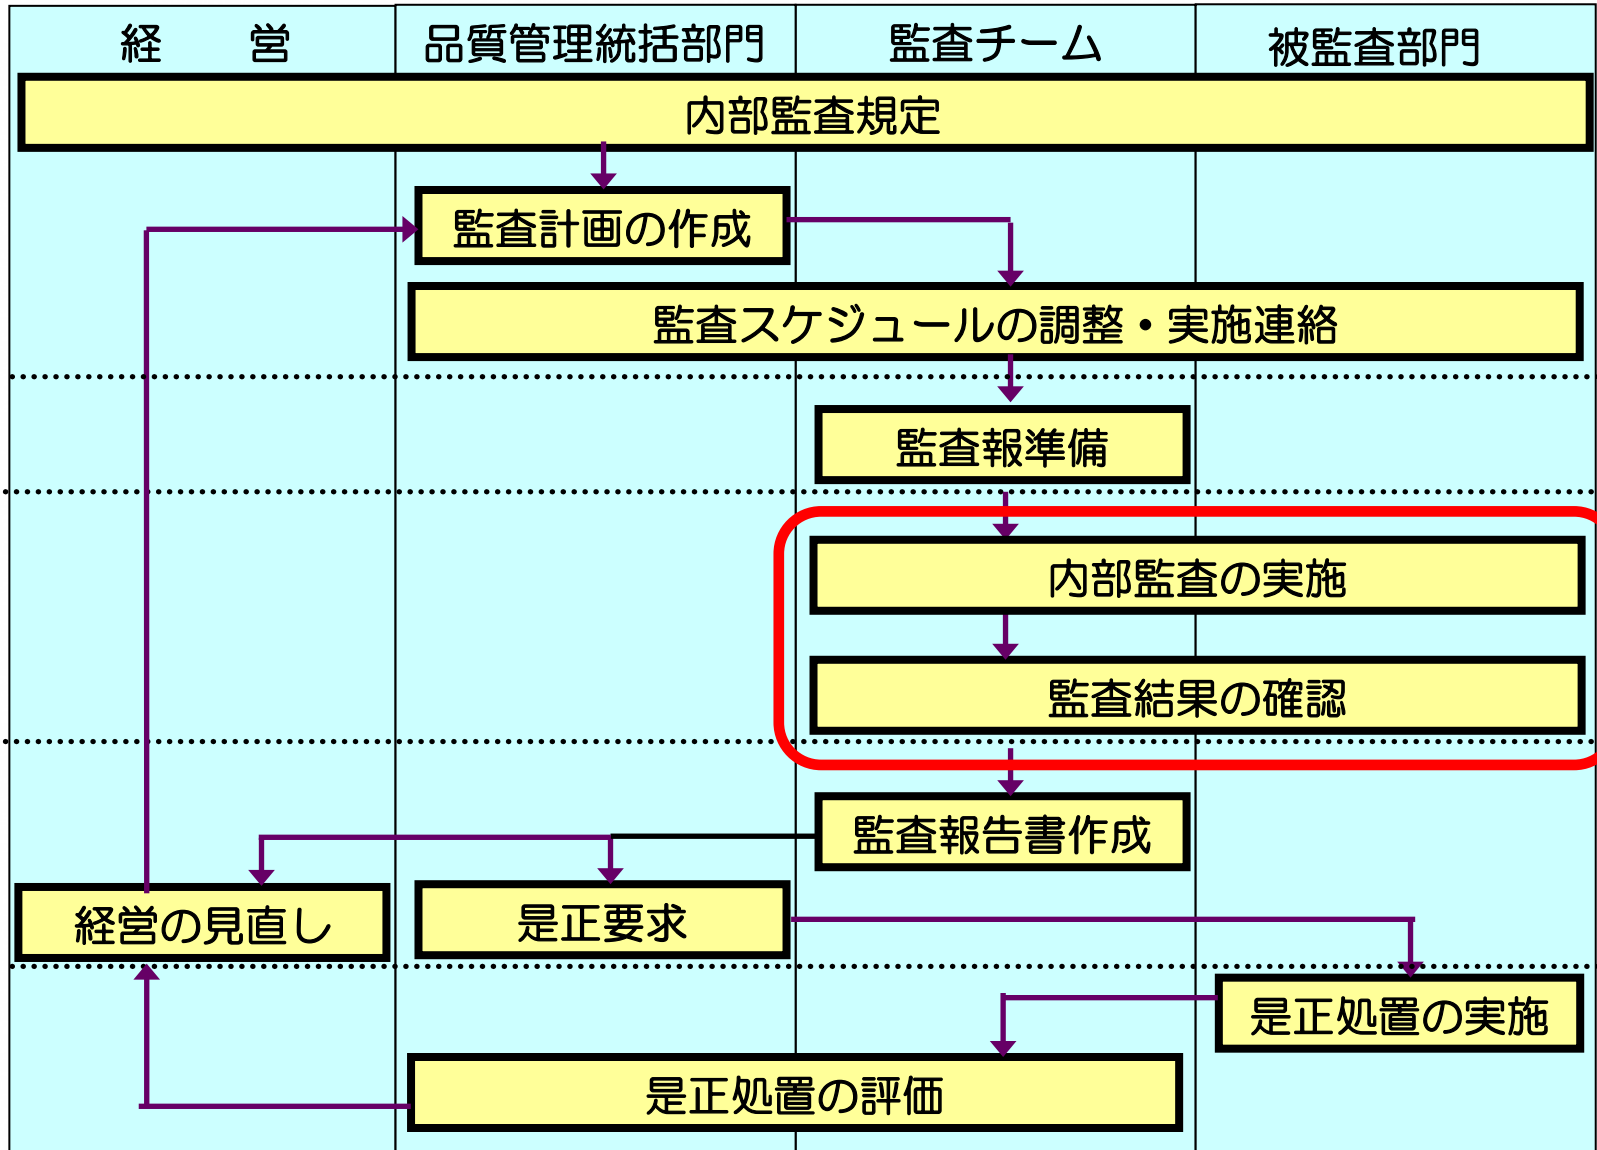 経　　営
品質管理統括部門
監査チーム
被監査部門
内部監査規定
監査計画の作成
監査スケジュールの調整・実施連絡
監査報準備
内部監査の実施
監査結果の確認
監査報告書作成
経営の見直し
是正要求
是正処置の実施
是正処置の評価